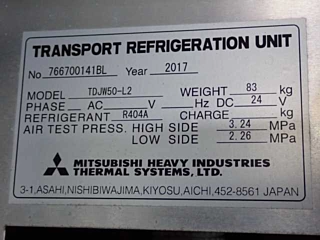 TRANSPORT REFRIGERATION UNIT
No 766700141BL Year 2017
MODEL TDJW50-L2 WEIGHT 83 kg
PHASE AC V Hz DC 24 V
REFRIGERANT R404A CHARGE kg
AIR TEST PRESS. HIGH SIDE 3.24 MPa
LOW SIDE 2.26 MPa
MITSUBISHI HEAVY INDUSTRIES
THERMAL SYSTEMS, LTD.
3-1, ASAHI, NISHIBIWAJIMA, KIYOSU, AICHI, 452-8561 JAPAN